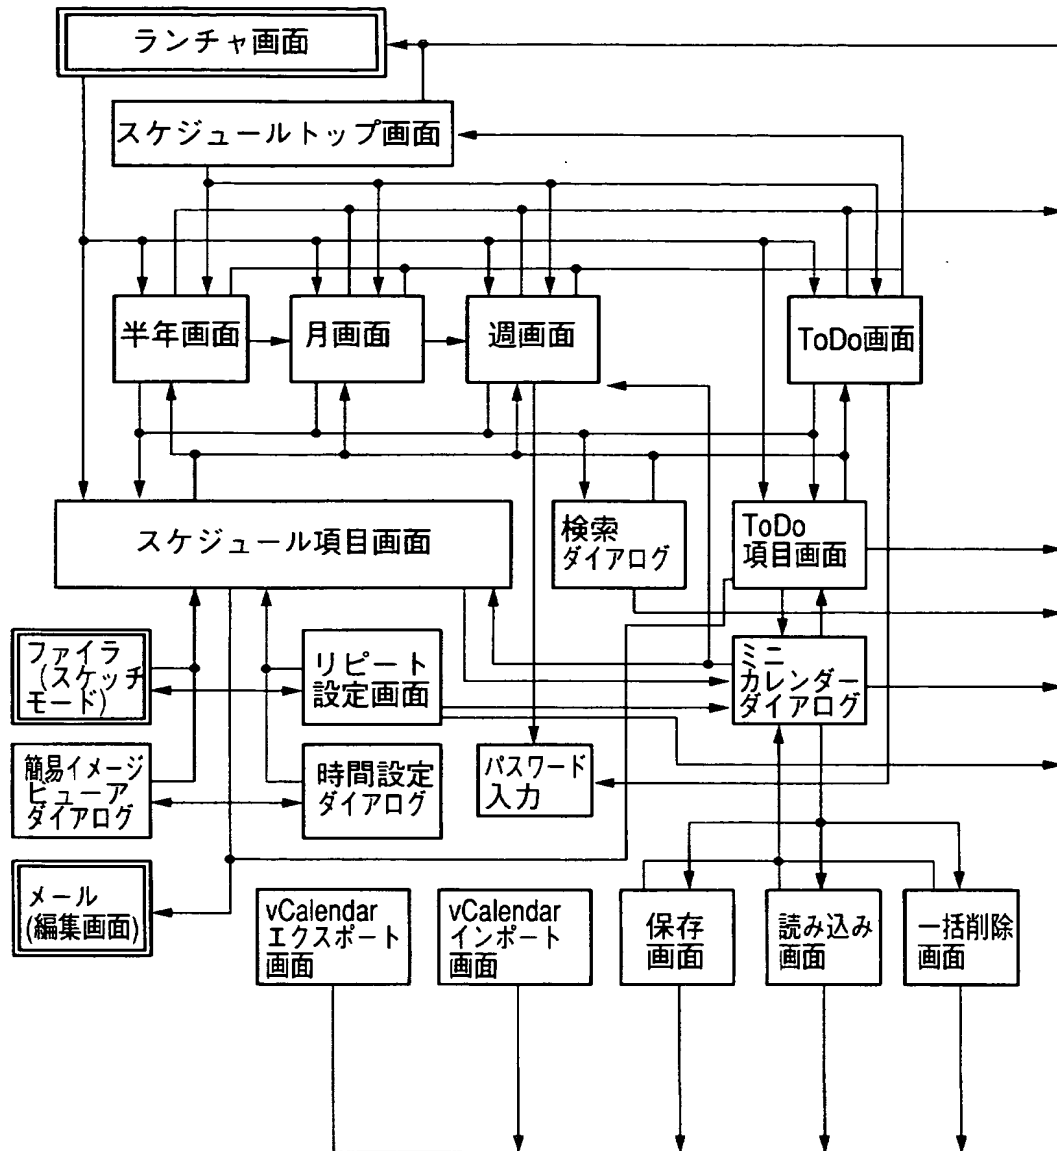 ランチャ画面
スケジュールトップ画面
半年画面
月画面
週画面
ToDo画面
スケジュール項目画面
検索
ダイアログ
ToDo
項目画面
ファイラ
(スケッチ
モード)
リピート
設定画面
ミニ
カレンダー
ダイアログ
簡易イメージ
ビューア
ダイアログ
時間設定
ダイアログ
パスワード
入力
メール
(編集画面)
vCalendar
エクスポート
画面
vCalendar
インポート
画面
保存
画面
読み込み
画面
一括削除
画面